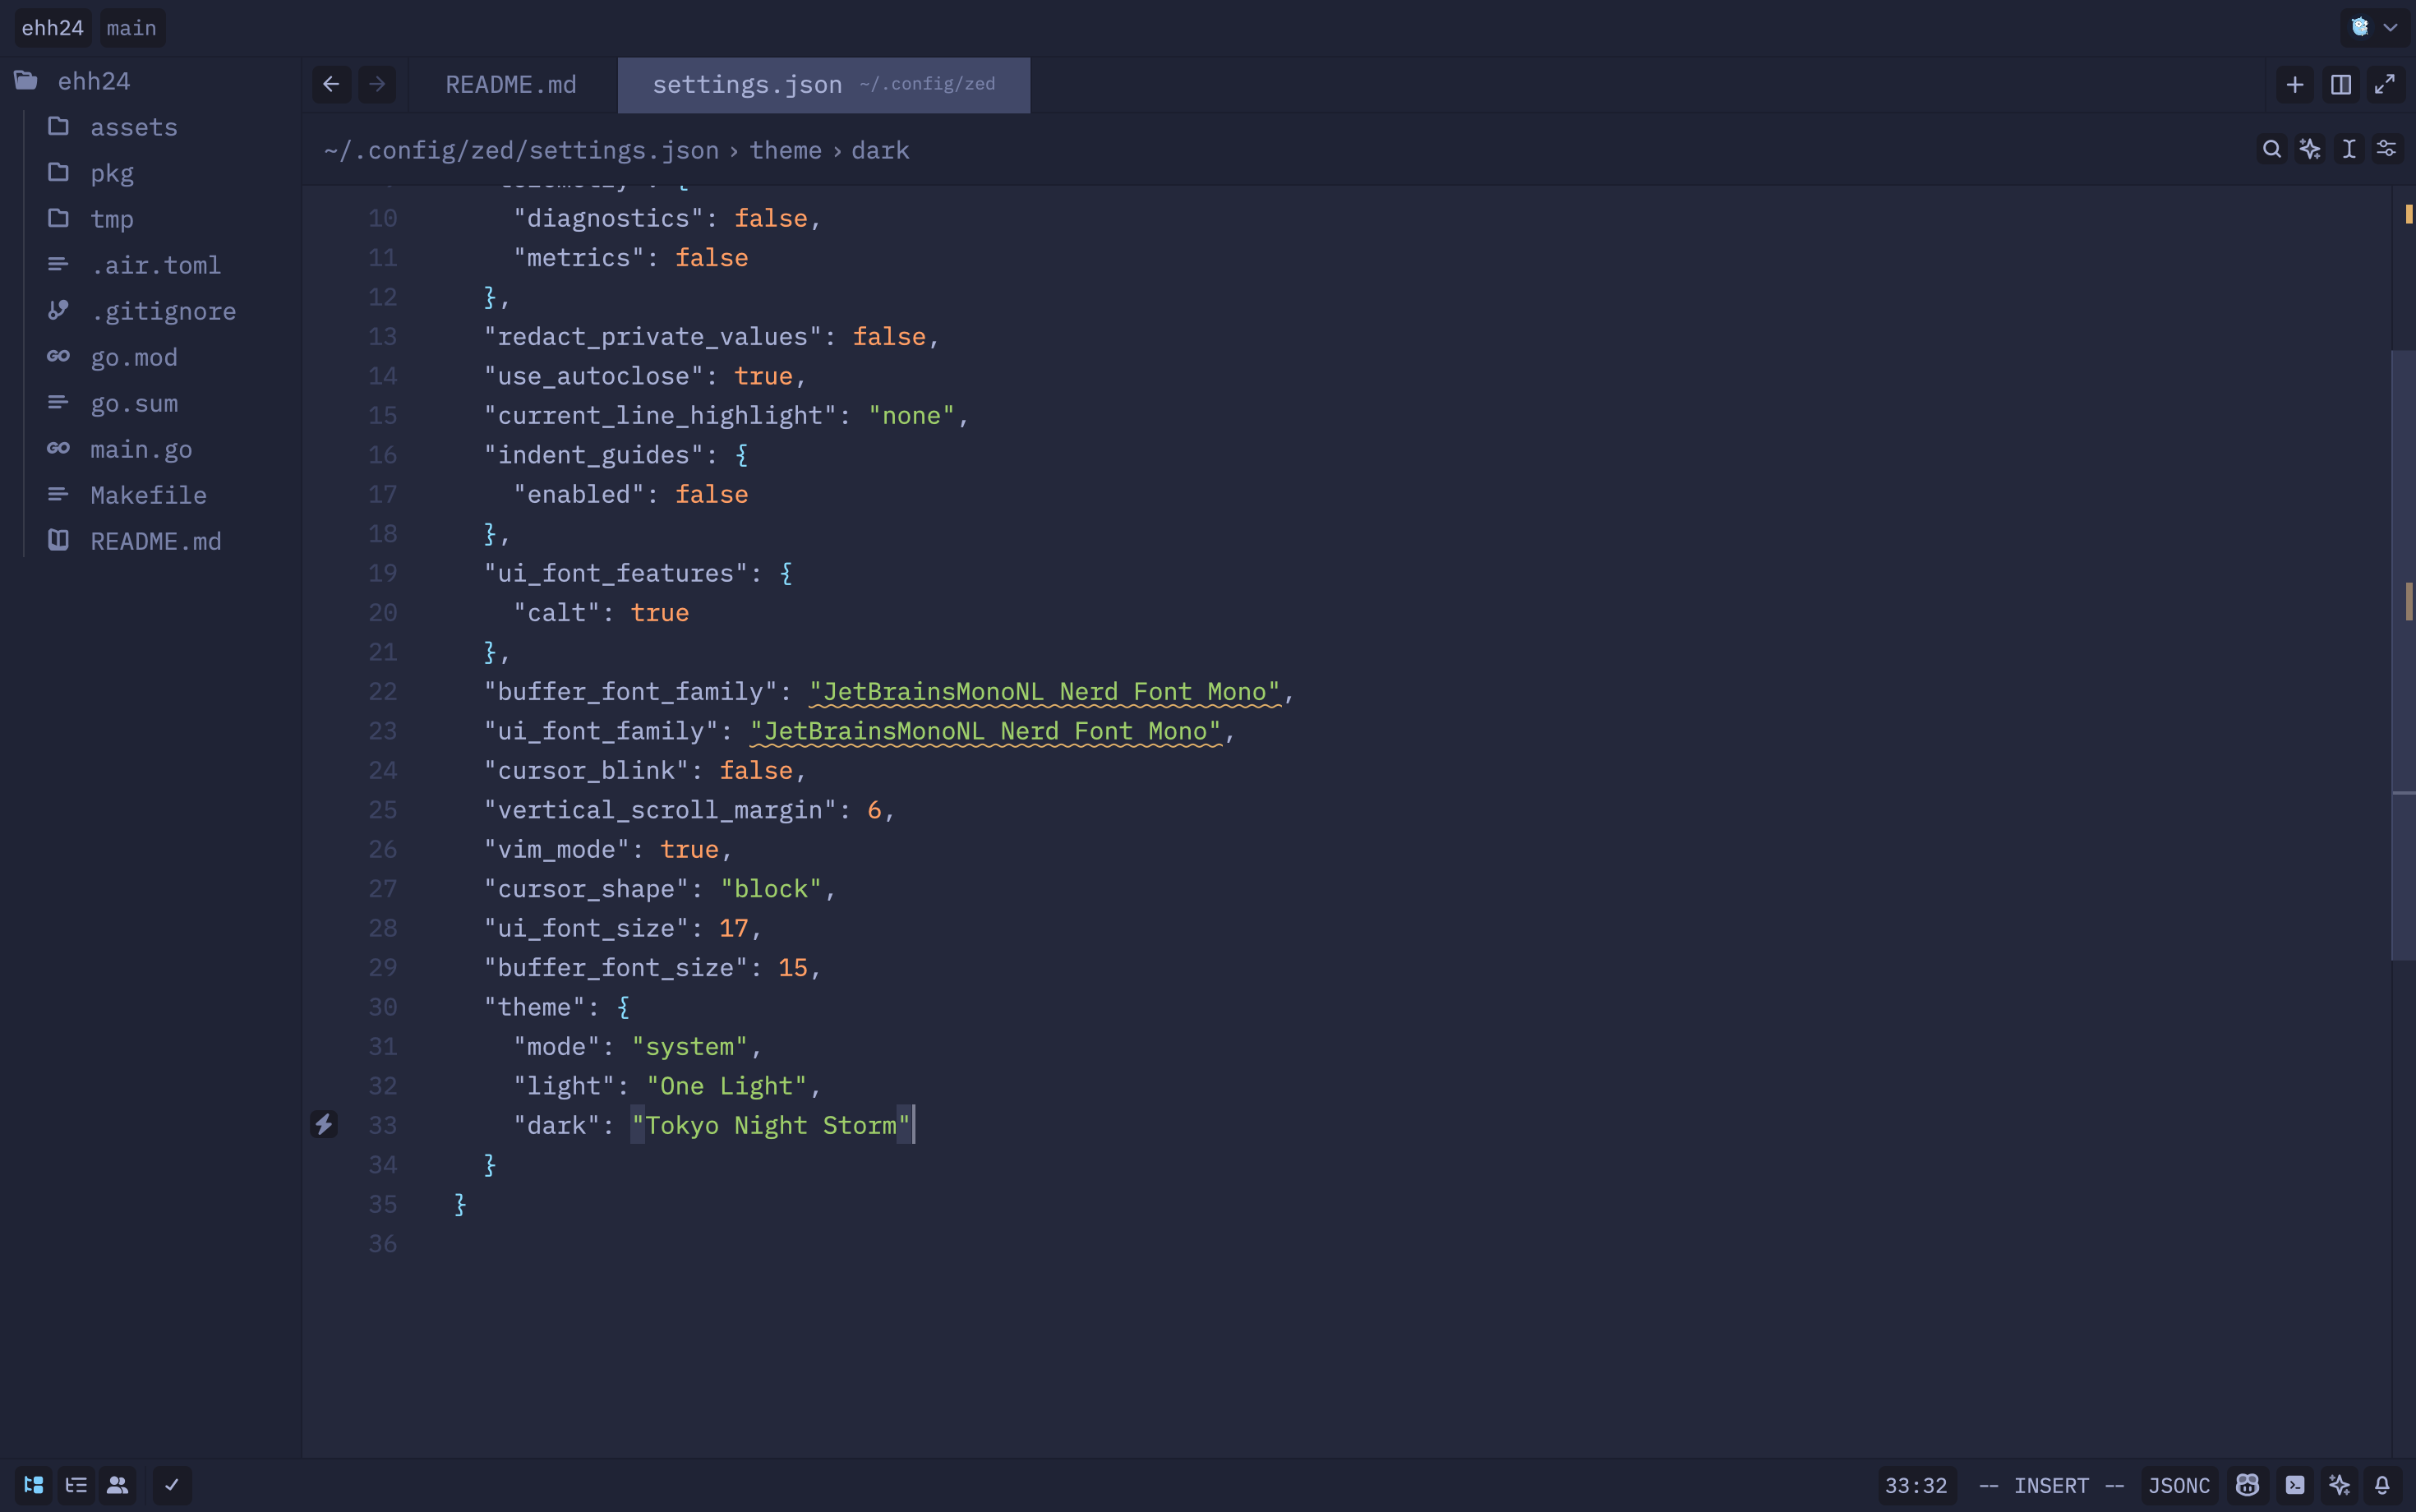 ehh24 main
ehh24
assets
pkg
tmp
.air.toml
.gitignore
go.mod
go.sum
main.go
Makefile
README.md
README.md settings.json ~/.config/zed
~/.config/zed/settings.json › theme › dark
10 "diagnostics": false,
11 "metrics": false
12 },
13 "redact_private_values": false,
14 "use_autoclose": true,
15 "current_line_highlight": "none",
16 "indent_guides": {
17 "enabled": false
18 },
19 "ui_font_features": {
20 "calt": true
21 },
22 "buffer_font_family": "JetBrainsMonoNL Nerd Font Mono",
23 "ui_font_family": "JetBrainsMonoNL Nerd Font Mono",
24 "cursor_blink": false,
25 "vertical_scroll_margin": 6,
26 "vim_mode": true,
27 "cursor_shape": "block",
28 "ui_font_size": 17,
29 "buffer_font_size": 15,
30 "theme": {
31 "mode": "system",
32 "light": "One Light",
33 "dark": "Tokyo Night Storm"
34 }
35 }
36
33:32 -- INSERT -- JSONC